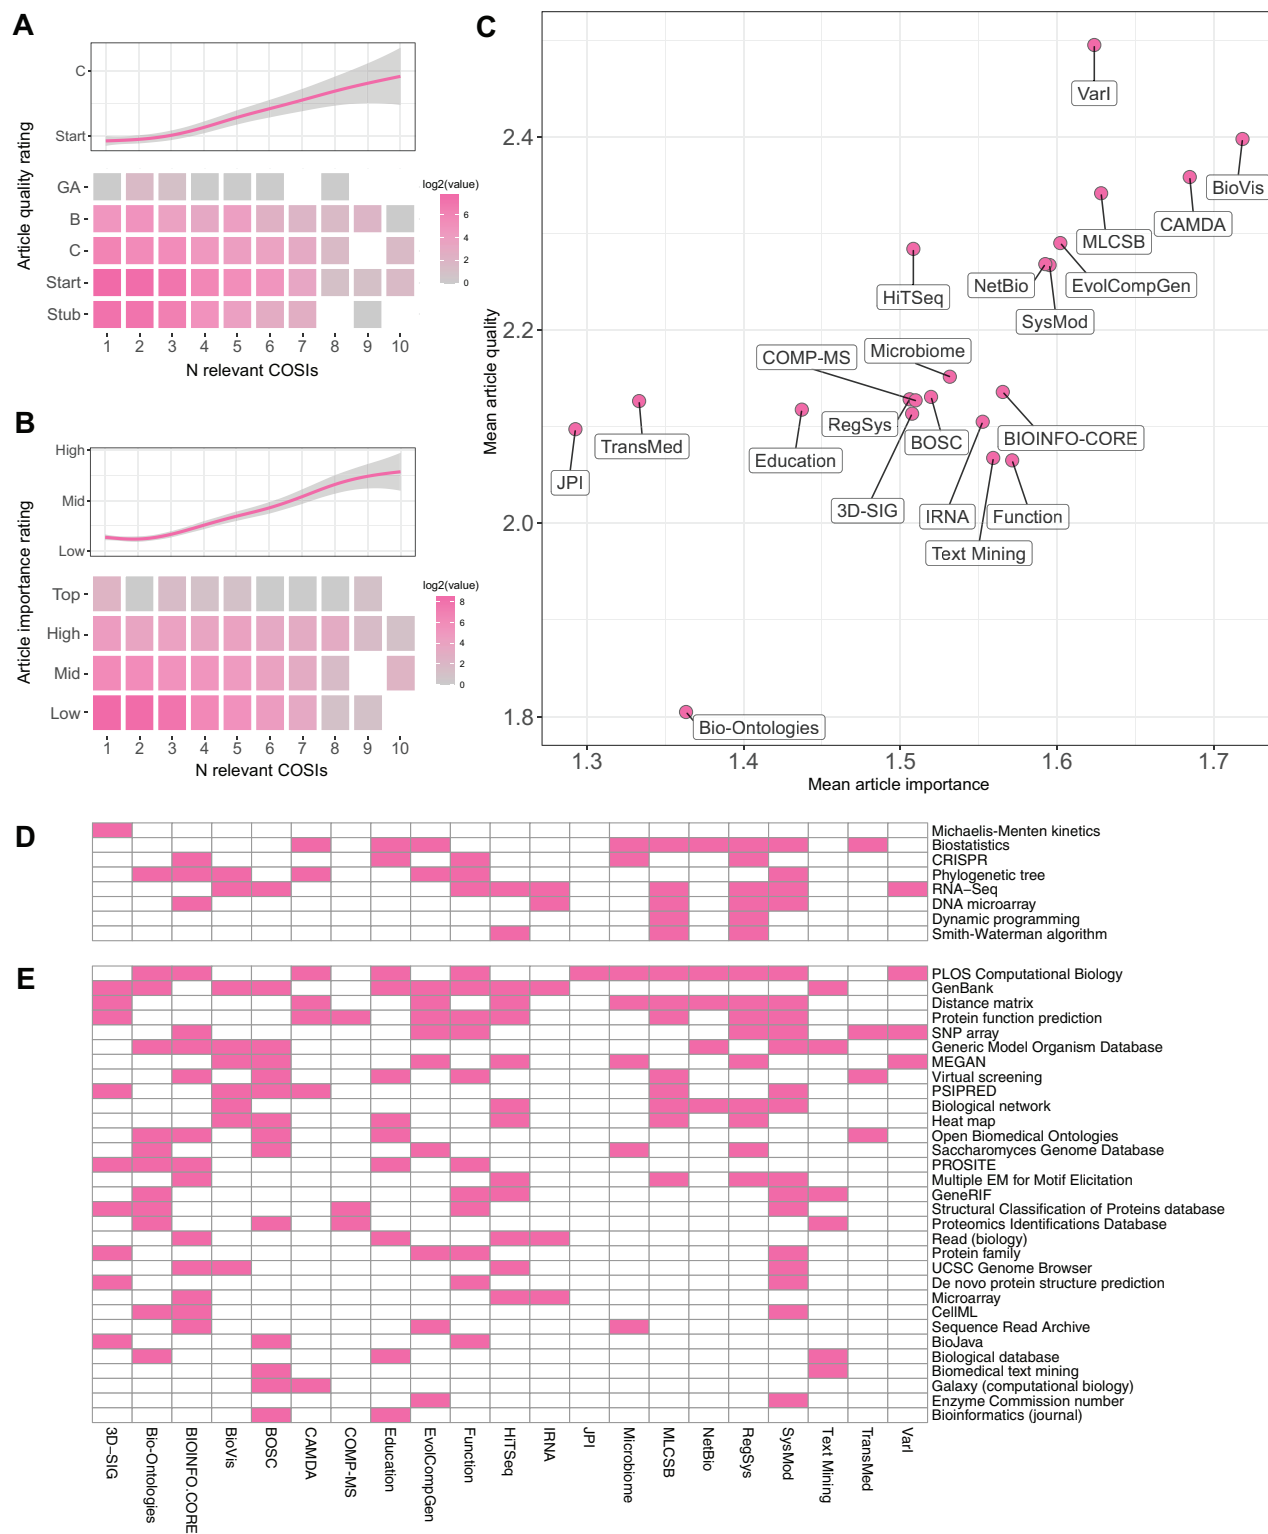 A
Article quality rating
C
Start
GA
B
C
Start
Stub
1 2 3 4 5 6 7 8 9 10
N relevant COSIs
log2(value)
6
4
2
0
B
Article importance rating
High
Mid
Low
Top
High
Mid
Low
1 2 3 4 5 6 7 8 9 10
N relevant COSIs
log2(value)
8
6
4
2
0
C
Mean article quality
2.4
2.2
2.0
1.8
VarI
BioVis
CAMDA
MLCSB
EvolCompGen
NetBio
SysMod
HiTSeq
Microbiome
COMP-MS
RegSys
BOSC
BIOINFO-CORE
TransMed
Education
JPI
3D-SIG
IRNA
Function
Text Mining
Bio-Ontologies
1.3 1.4 1.5 1.6 1.7
Mean article importance
D
Michaelis-Menten kinetics
Biostatistics
CRISPR
Phylogenetic tree
RNA−Seq
DNA microarray
Dynamic programming
Smith-Waterman algorithm
E
PLOS Computational Biology
GenBank
Distance matrix
Protein function prediction
SNP array
Generic Model Organism Database
MEGAN
Virtual screening
PSIPRED
Biological network
Heat map
Open Biomedical Ontologies
Saccharomyces Genome Database
PROSITE
Multiple EM for Motif Elicitation
GeneRIF
Structural Classification of Proteins database
Proteomics Identifications Database
Read (biology)
Protein family
UCSC Genome Browser
De novo protein structure prediction
Microarray
CellML
Sequence Read Archive
BioJava
Biological database
Biomedical text mining
Galaxy (computational biology)
Enzyme Commission number
Bioinformatics (journal)
3D−SIG
Bio-Ontologies
BIOINFO.CORE
BioVis
BOSC
CAMDA
COMP-MS
Education
EvolCompGen
Function
HiTSeq
IRNA
JPI
Microbiome
MLCSB
NetBio
RegSys
SysMod
Text Mining
TransMed
VarI